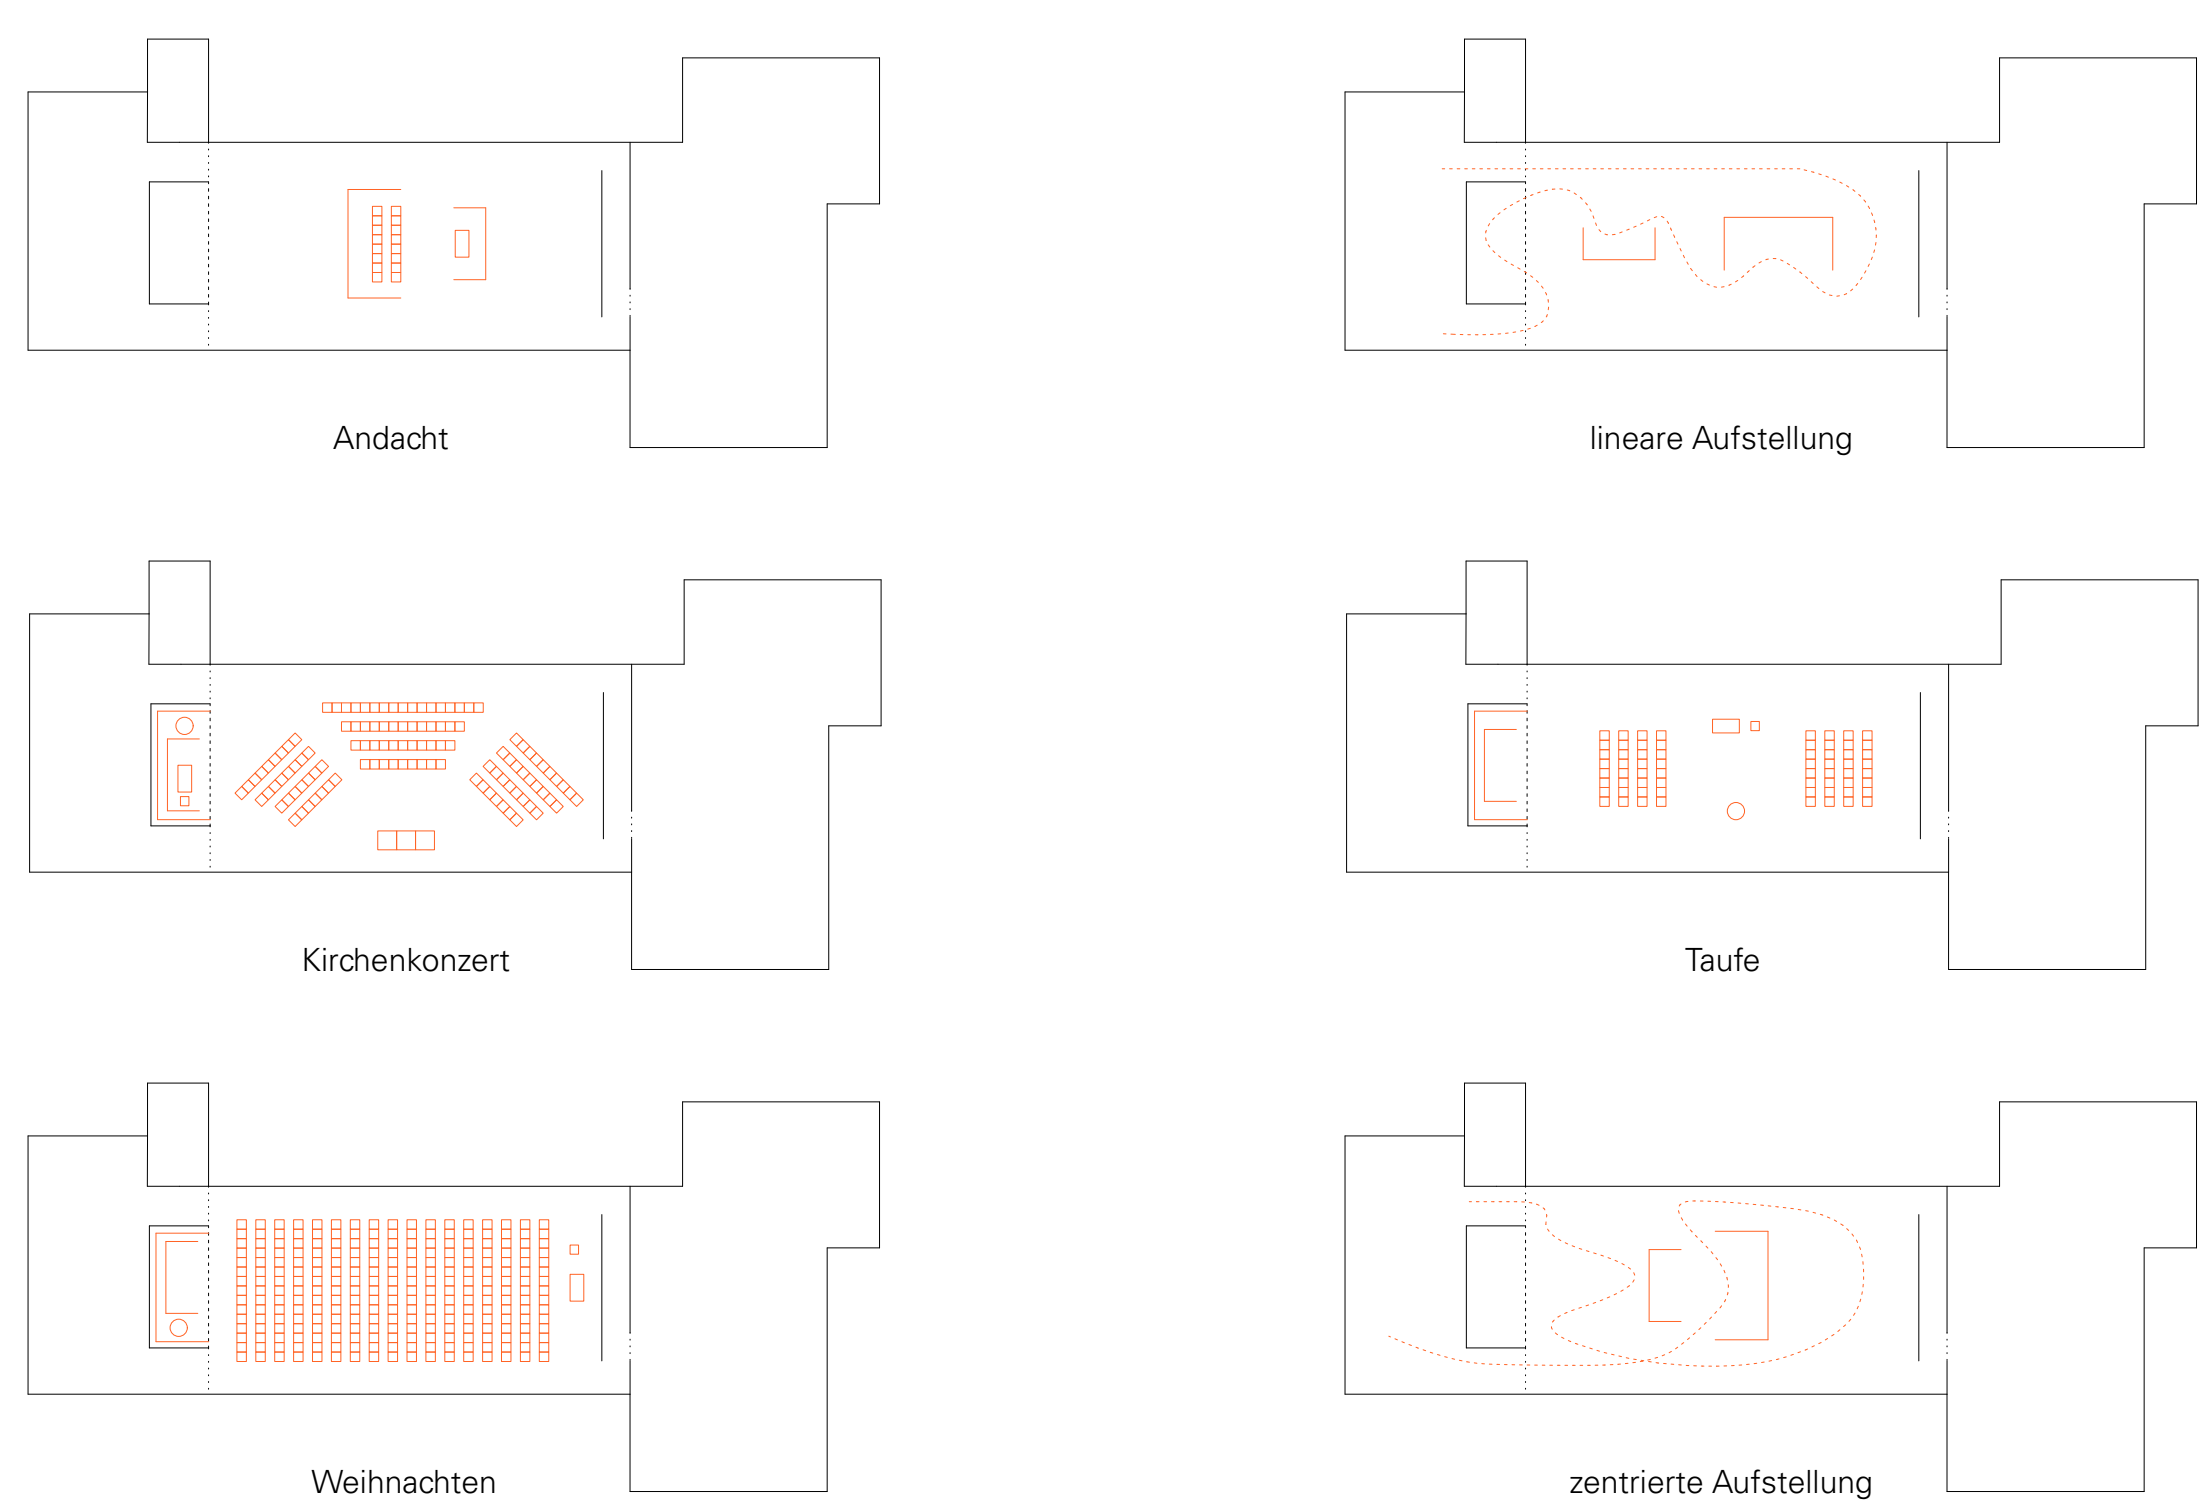 Andacht
lineare Aufstellung
Kirchenkonzert
Taufe
Weihnachten
zentrierte Aufstellung